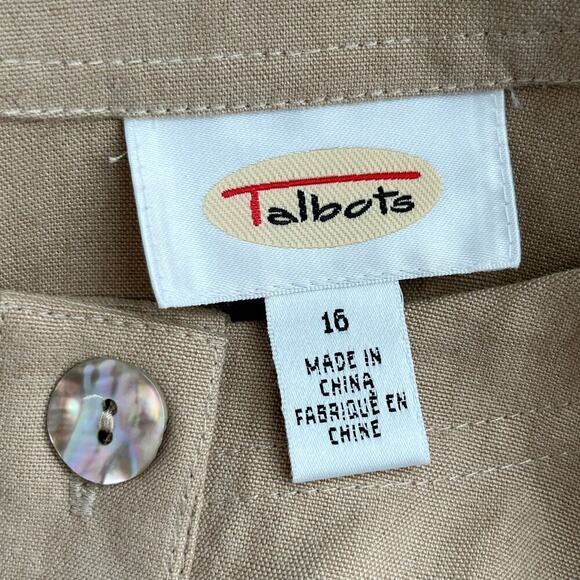 Talbots
16
MADE IN
CHINA
FABRIQUÉ EN
CHINE